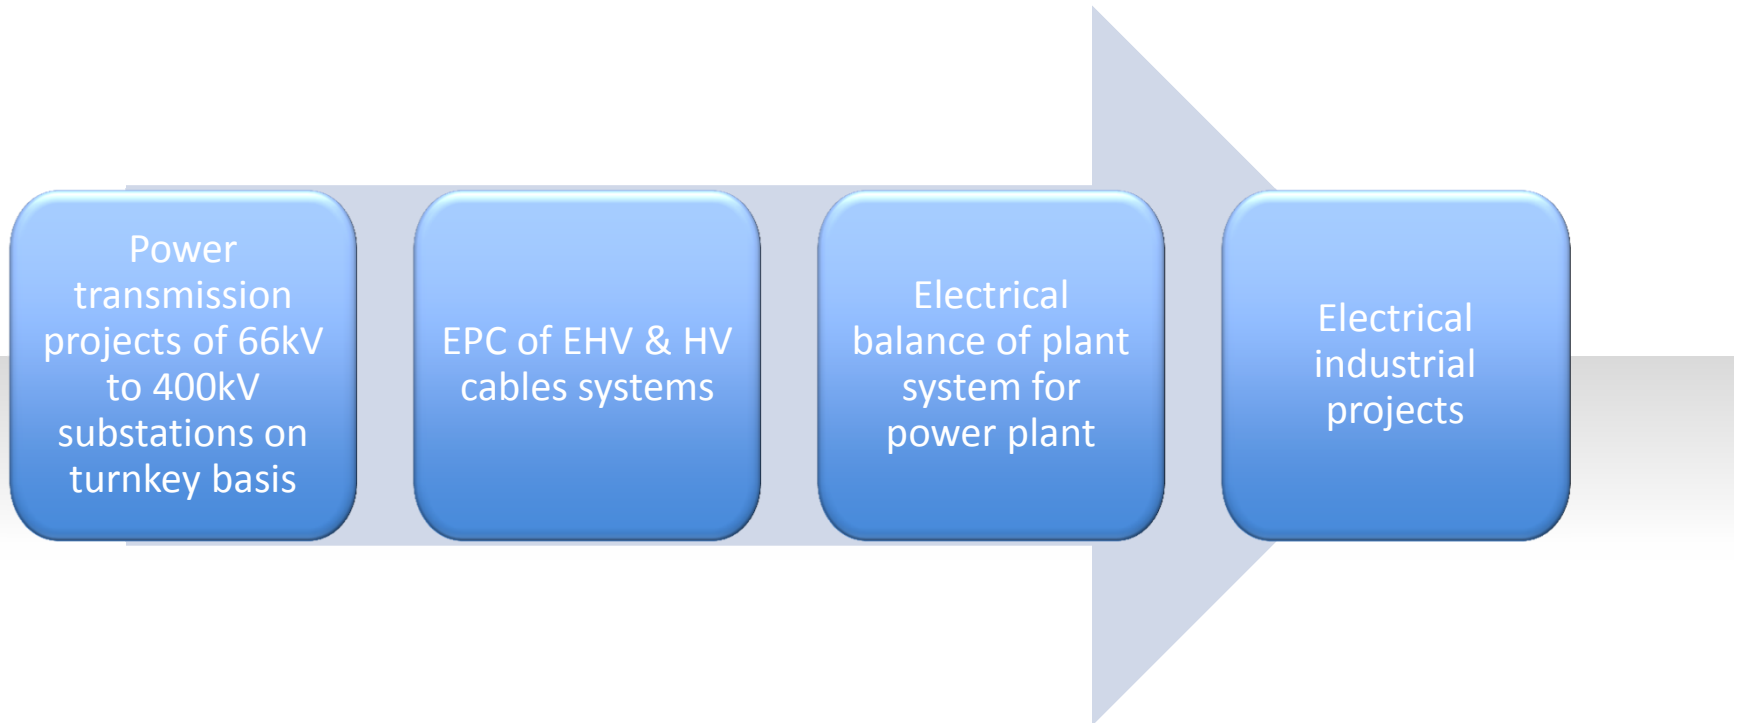 Power
transmission
projects of 66kV
to 400kV
substations on
turnkey basis
EPC of EHV & HV
cables systems
Electrical
balance of plant
system for
power plant
Electrical
industrial
projects